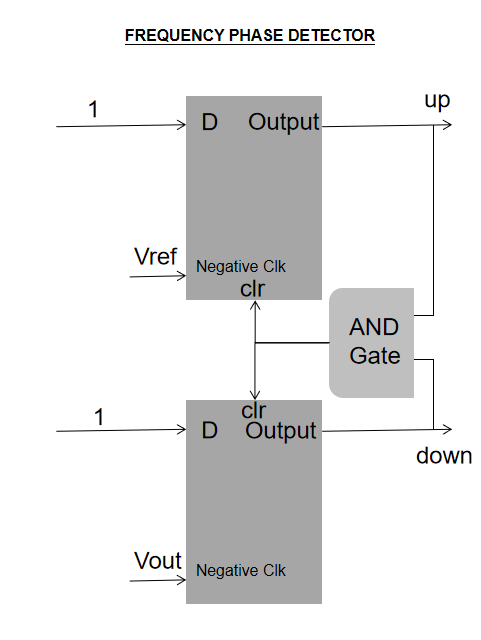 FREQUENCY PHASE DETECTOR
1
up
D Output
Vref
Negative Clk
clr
AND
Gate
clr
1
D Output
down
Vout
Negative Clk